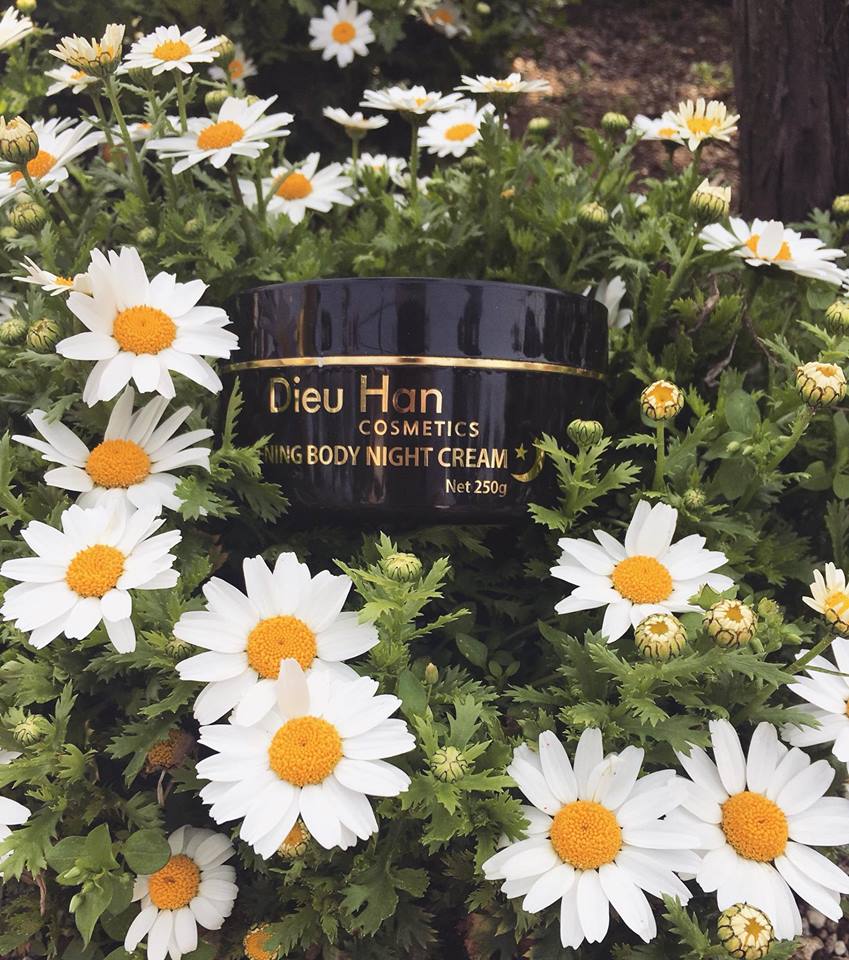 Dieu Han
COSMETICS
NING BODY NIGHT CREAM
Net 250g